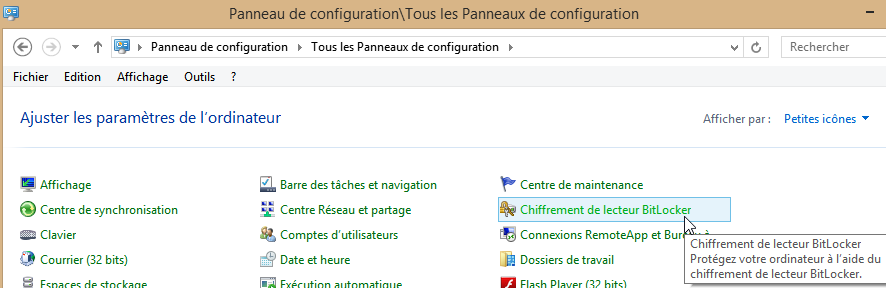 Panneau de configuration\Tous les Panneaux de configuration
Panneau de configuration Tous les Panneaux de configuration Rechercher
Fichier Edition Affichage Outils ?
Ajuster les paramètres de l'ordinateur Afficher par : Petites icônes
Affichage Barre des tâches et navigation Centre de maintenance
Centre de synchronisation Centre Réseau et partage Chiffrement de lecteur BitLocker
Clavier Comptes d'utilisateurs Connexions RemoteApp et Bureau à
Courrier (32 bits) Date et heure Dossiers de travail
Espaces de stockage Exécution automatique Flash Player (32 bits)
Chiffrement de lecteur BitLocker
Protégez votre ordinateur à l'aide du
chiffrement de lecteur BitLocker.